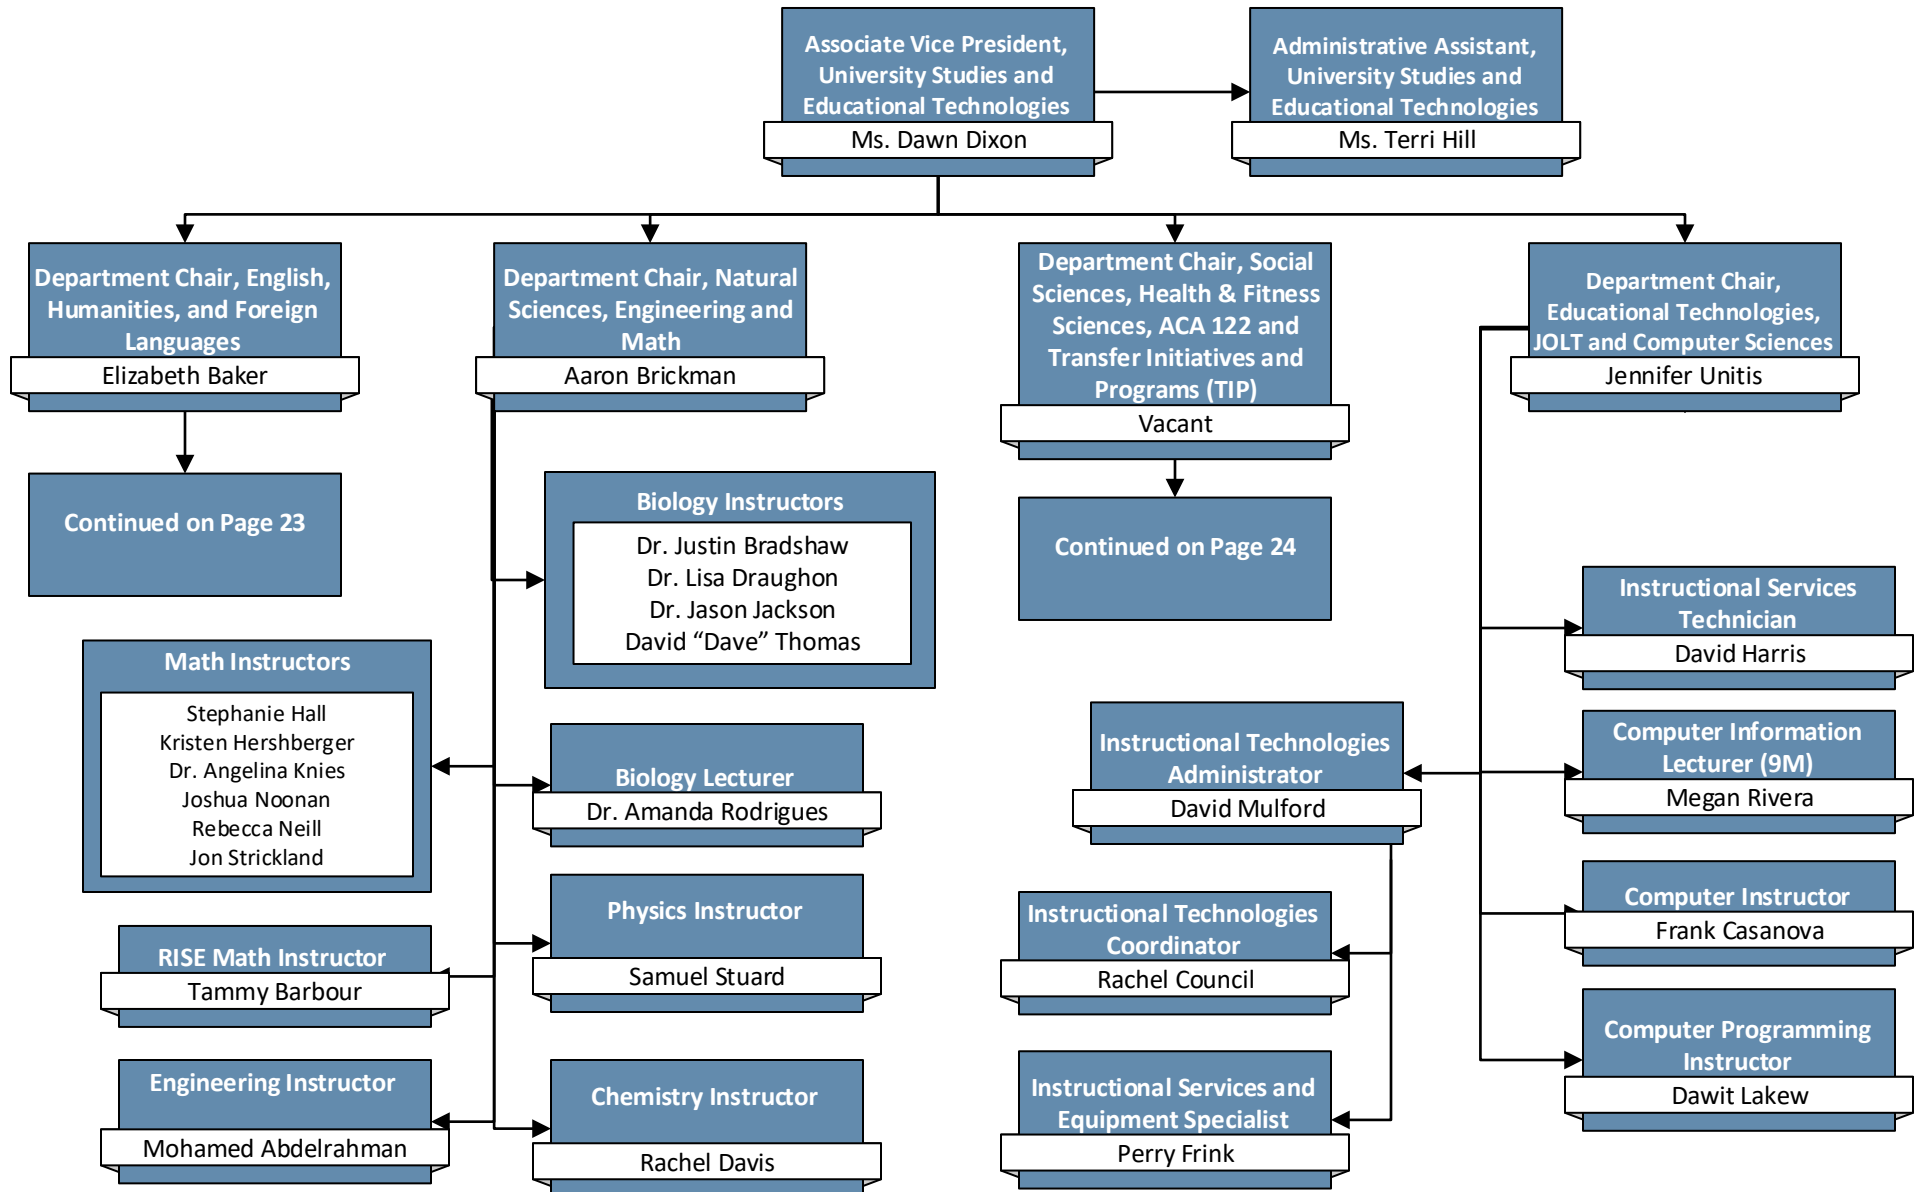 Associate Vice President,
University Studies and
Educational Technologies
Ms. Dawn Dixon
Administrative Assistant,
University Studies and
Educational Technologies
Ms. Terri Hill
Department Chair, English,
Humanities, and Foreign
Languages
Elizabeth Baker
Department Chair, Natural
Sciences, Engineering and
Math
Aaron Brickman
Department Chair, Social
Sciences, Health & Fitness
Sciences, ACA 122 and
Transfer Initiatives and
Programs (TIP)
Vacant
Department Chair,
Educational Technologies,
JOLT and Computer Sciences
Jennifer Unitis
Continued on Page 23
Biology Instructors
Dr. Justin Bradshaw
Dr. Lisa Draughon
Dr. Jason Jackson
David “Dave” Thomas
Continued on Page 24
Math Instructors
Stephanie Hall
Kristen Hershberger
Dr. Angelina Knies
Joshua Noonan
Rebecca Neill
Jon Strickland
Biology Lecturer
Dr. Amanda Rodrigues
Physics Instructor
Samuel Stuard
RISE Math Instructor
Tammy Barbour
Engineering Instructor
Mohamed Abdelrahman
Chemistry Instructor
Rachel Davis
Instructional Technologies
Administrator
David Mulford
Instructional Technologies
Coordinator
Rachel Council
Instructional Services and
Equipment Specialist
Perry Frink
Instructional Services
Technician
David Harris
Computer Information
Lecturer (9M)
Megan Rivera
Computer Instructor
Frank Casanova
Computer Programming
Instructor
Dawit Lakew